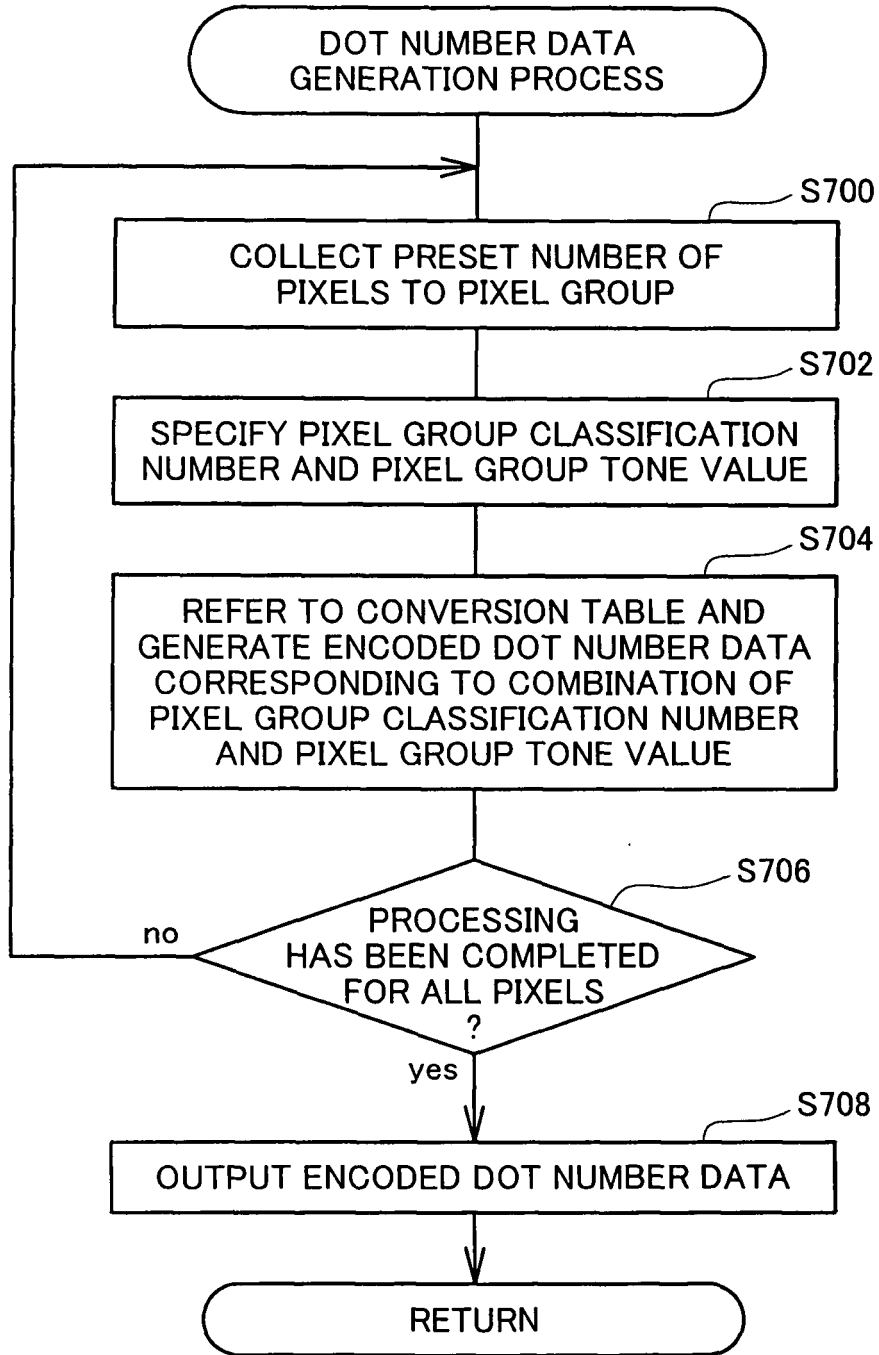 DOT NUMBER DATA
GENERATION PROCESS
S700
COLLECT PRESET NUMBER OF
PIXELS TO PIXEL GROUP
S702
SPECIFY PIXEL GROUP CLASSIFICATION
NUMBER AND PIXEL GROUP TONE VALUE
S704
REFER TO CONVERSION TABLE AND
GENERATE ENCODED DOT NUMBER DATA
CORRESPONDING TO COMBINATION OF
PIXEL GROUP CLASSIFICATION NUMBER
AND PIXEL GROUP TONE VALUE
S706
PROCESSING
HAS BEEN COMPLETED
FOR ALL PIXELS
?
no
yes
S708
OUTPUT ENCODED DOT NUMBER DATA
RETURN